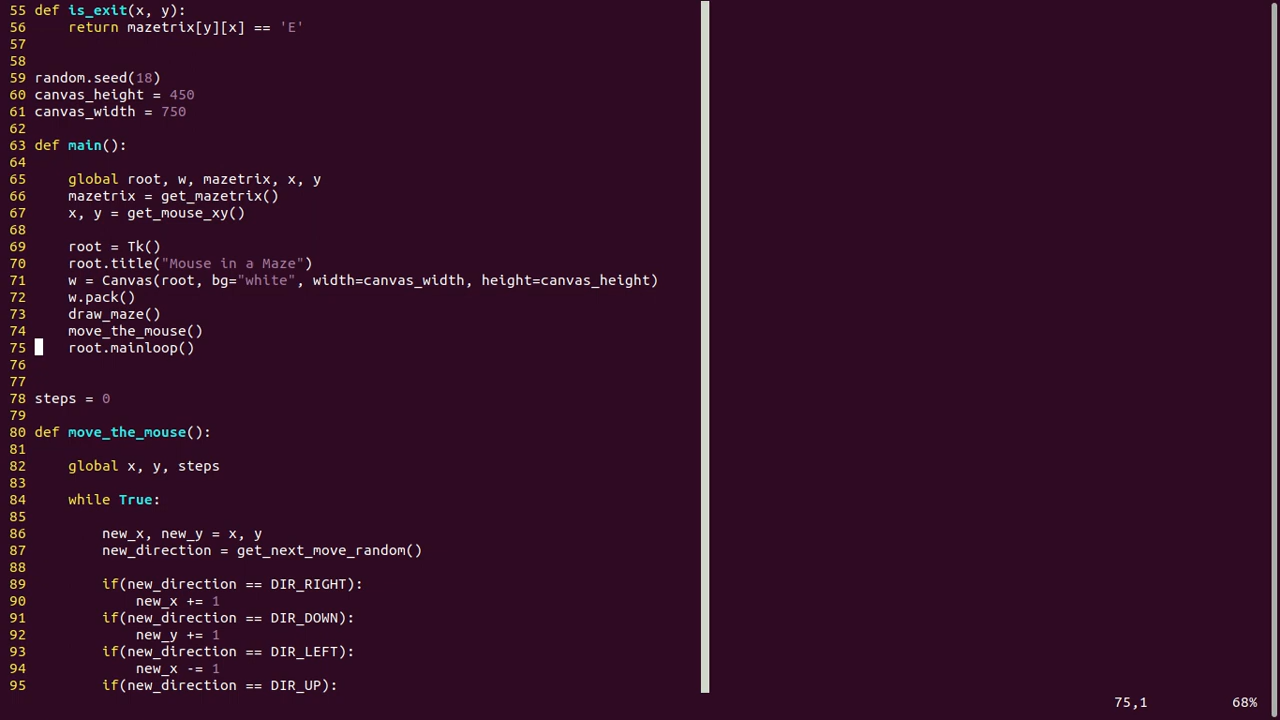 55 def is_exit(x, y):
56     return mazetrix[y][x] == 'E'
57
58
59 random.seed(18)
60 canvas_height = 450
61 canvas_width = 750
62
63 def main():
64
65     global root, w, mazetrix, x, y
66     mazetrix = get_mazetrix()
67     x, y = get_mouse_xy()
68
69     root = Tk()
70     root.title("Mouse in a Maze")
71     w = Canvas(root, bg="white", width=canvas_width, height=canvas_height)
72     w.pack()
73     draw_maze()
74     move_the_mouse()
75     root.mainloop()
76
77
78 steps = 0
79
80 def move_the_mouse():
81
82     global x, y, steps
83
84     while True:
85
86         new_x, new_y = x, y
87         new_direction = get_next_move_random()
88
89         if(new_direction == DIR_RIGHT):
90             new_x += 1
91         if(new_direction == DIR_DOWN):
92             new_y += 1
93         if(new_direction == DIR_LEFT):
94             new_x -= 1
95         if(new_direction == DIR_UP):
75,1 68%